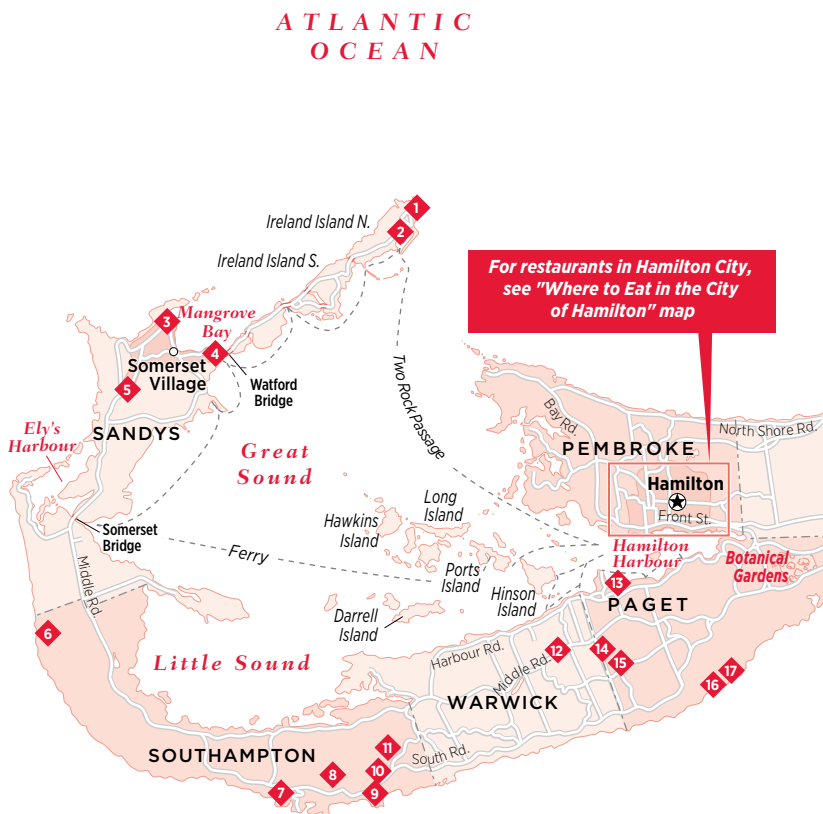 ATLANTIC
OCEAN
1
Ireland Island N.
2
Ireland Island S.
For restaurants in Hamilton City,
see "Where to Eat in the City
of Hamilton" map
3
Mangrove
Bay
4
Somerset
Village
Watford
Bridge
5
Two Rock Passage
Bay Rd.
North Shore Rd.
SANDYS
Ely's
Harbour
PEMBROKE
Great
Sound
Hamilton
Front St.
Long
Island
Hawkins
Island
Somerset
Bridge
Ferry
Hamilton
Harbour
Botanical
Gardens
Middle Rd.
Ports
Island
Hinson
Island
13
PAGET
Darrell
Island
6
Little Sound
Harbour Rd.
Middle Rd.
12
14
15
17
16
WARWICK
SOUTHAMPTON
11
South Rd.
10
8
7
9